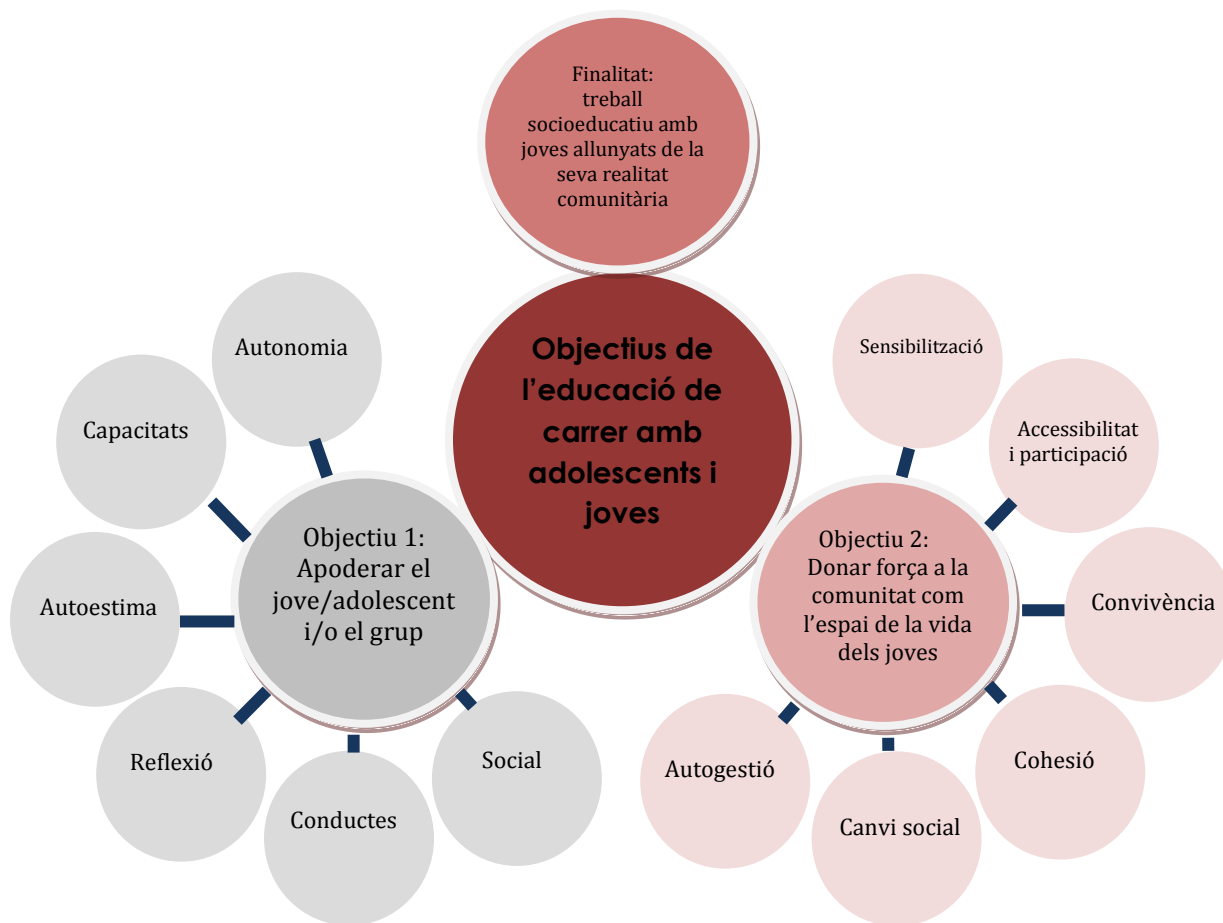 Finalitat:
treball
socioeducatiu amb
joves allunyats de la
seva realitat
comunitària
Objectius de
l’educació de
carrer amb
adolescents i
joves
Autonomia
Capacitats
Autoestima
Reflexió
Conductes
Social
Objectiu 1:
Apoderar el
jove/adolescent
i/o el grup
Sensibilització
Accessibilitat
i participació
Convivència
Cohesió
Canvi social
Autogestió
Objectiu 2:
Donar força a la
comunitat com
l’espai de la vida
dels joves